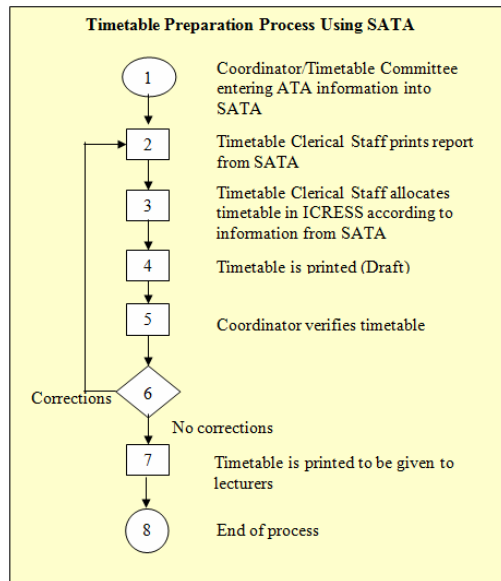 Timetable Preparation Process Using SATA
1
Coordinator/Timetable Committee
entering ATA information into
SATA
2
Timetable Clerical Staff prints report
from SATA
3
Timetable Clerical Staff allocates
timetable in ICRESS according to
information from SATA
4
Timetable is printed (Draft)
5
Coordinator verifies timetable
6
Corrections
No corrections
7
Timetable is printed to be given to
lecturers
8
End of process